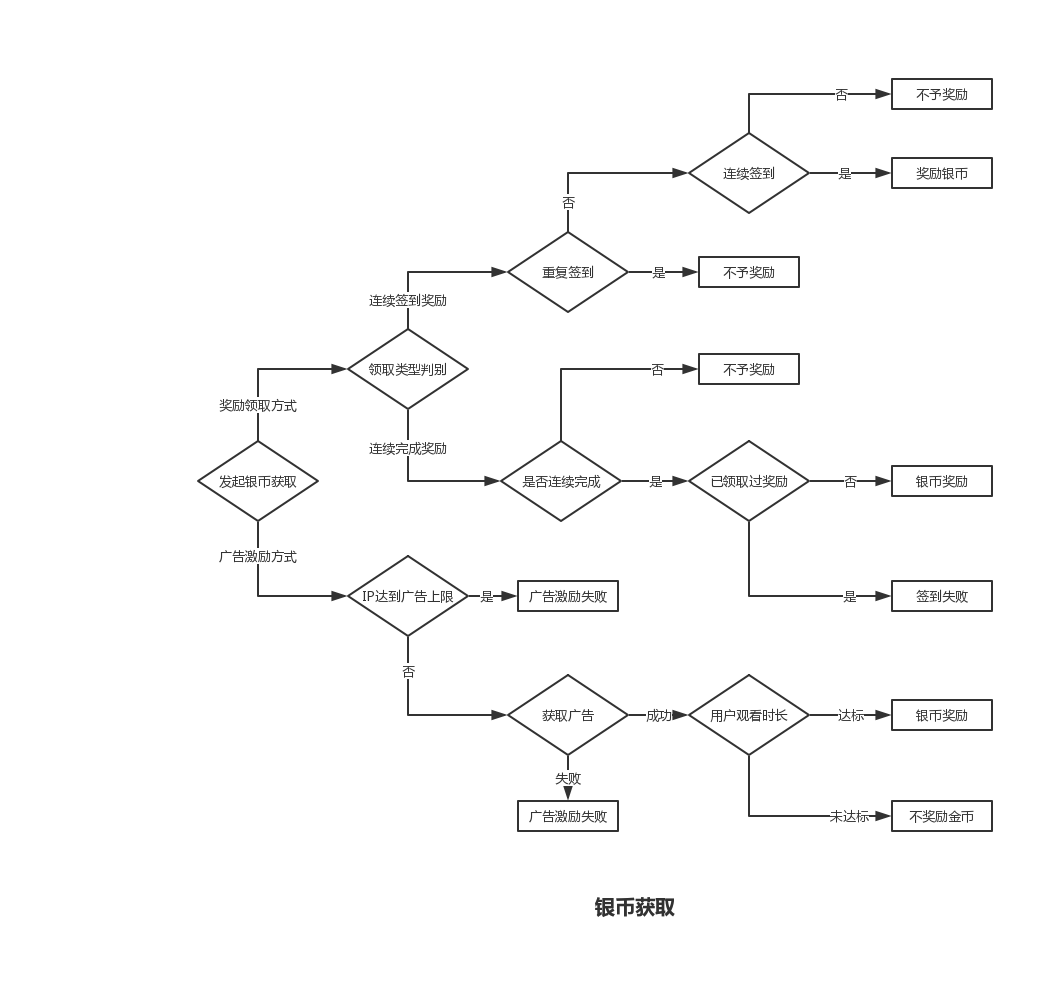 否
不予奖励
连续签到
是
奖励银币
否
重复签到
是
不予奖励
连续签到奖励
领取类型判别
否
不予奖励
奖励领取方式
连续完成奖励
发起银币获取
是否连续完成
是
已领取过奖励
否
银币奖励
广告激励方式
IP达到广告上限
是
广告激励失败
是
签到失败
否
获取广告
成功
用户观看时长
达标
银币奖励
失败
广告激励失败
未达标
不奖励金币
银币获取